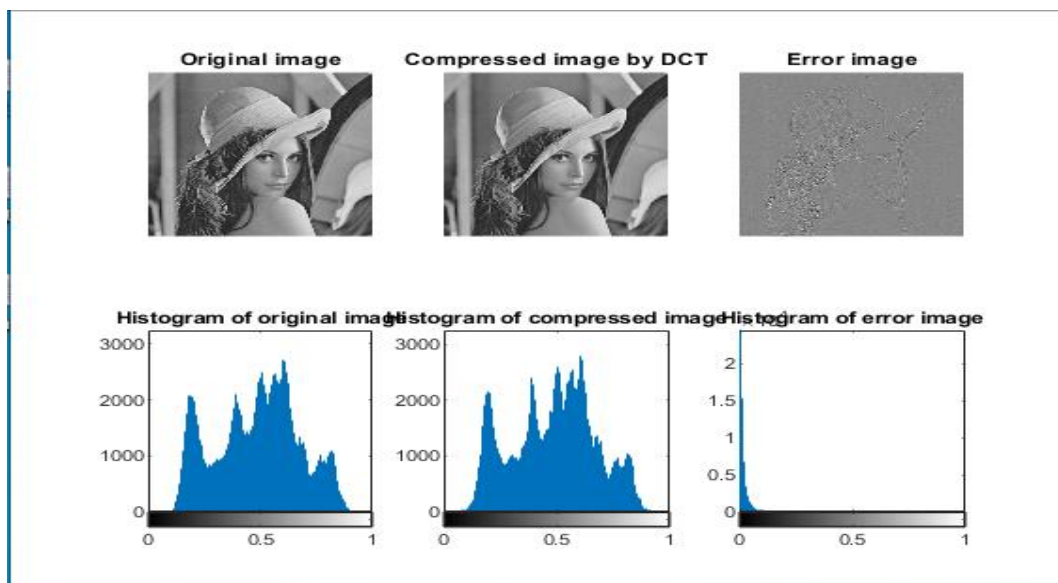 Original image
Compressed image by DCT
Error image
Histogram of original image
Histogram of compressed image
Histogram of error image
3000
2000
1000
0
0 0.5 1
3000
2000
1000
0
0 0.5 1
2
1.5
1
0.5
0
0 0.5 1